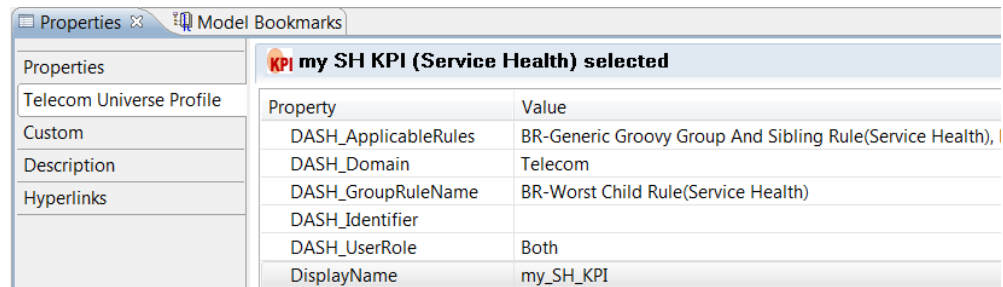 Properties Model Bookmarks
KPI my SH KPI (Service Health) selected
Properties
Telecom Universe Profile
Custom
Description
Hyperlinks
Property Value
DASH_ApplicableRules BR-Generic Groovy Group And Sibling Rule(Service Health),
DASH_Domain Telecom
DASH_GroupRuleName BR-Worst Child Rule(Service Health)
DASH_Identifier
DASH_UserRole Both
DisplayName my_SH_KPI